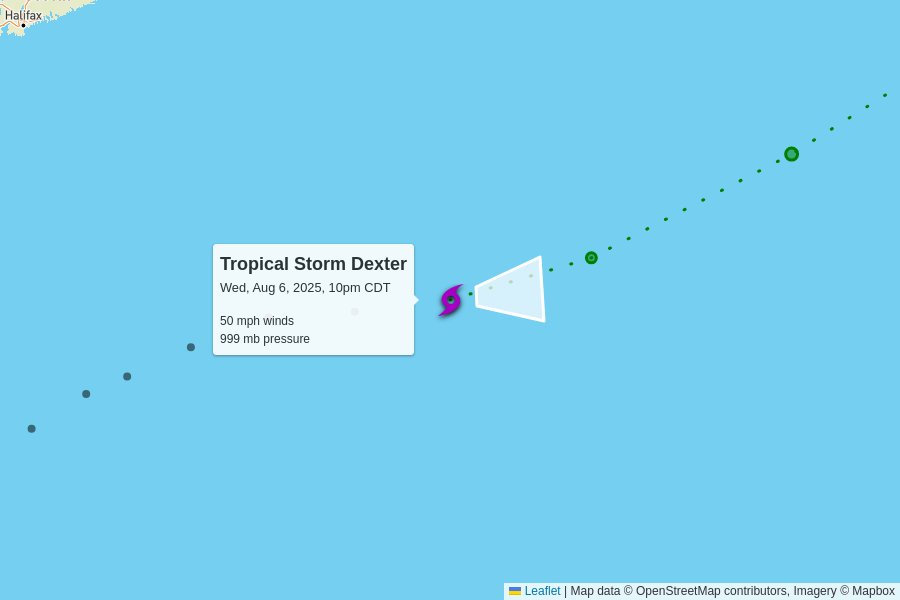 Halifax
Tropical Storm Dexter
Wed, Aug 6, 2025, 10pm CDT
50 mph winds
999 mb pressure
Leaflet | Map data © OpenStreetMap contributors, Imagery © Mapbox